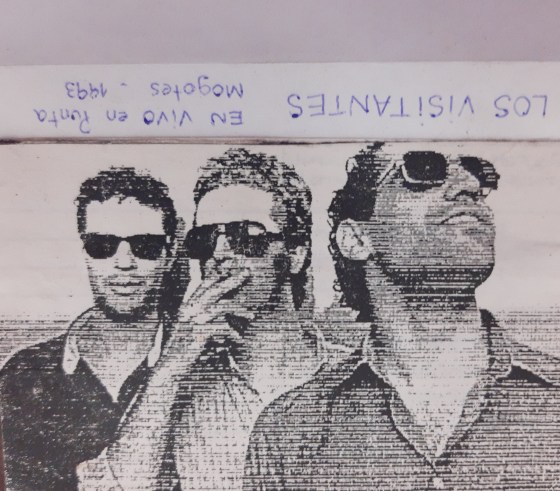 LOS VISITANTES
EN VIVO en Punta
Mogotes - 1993